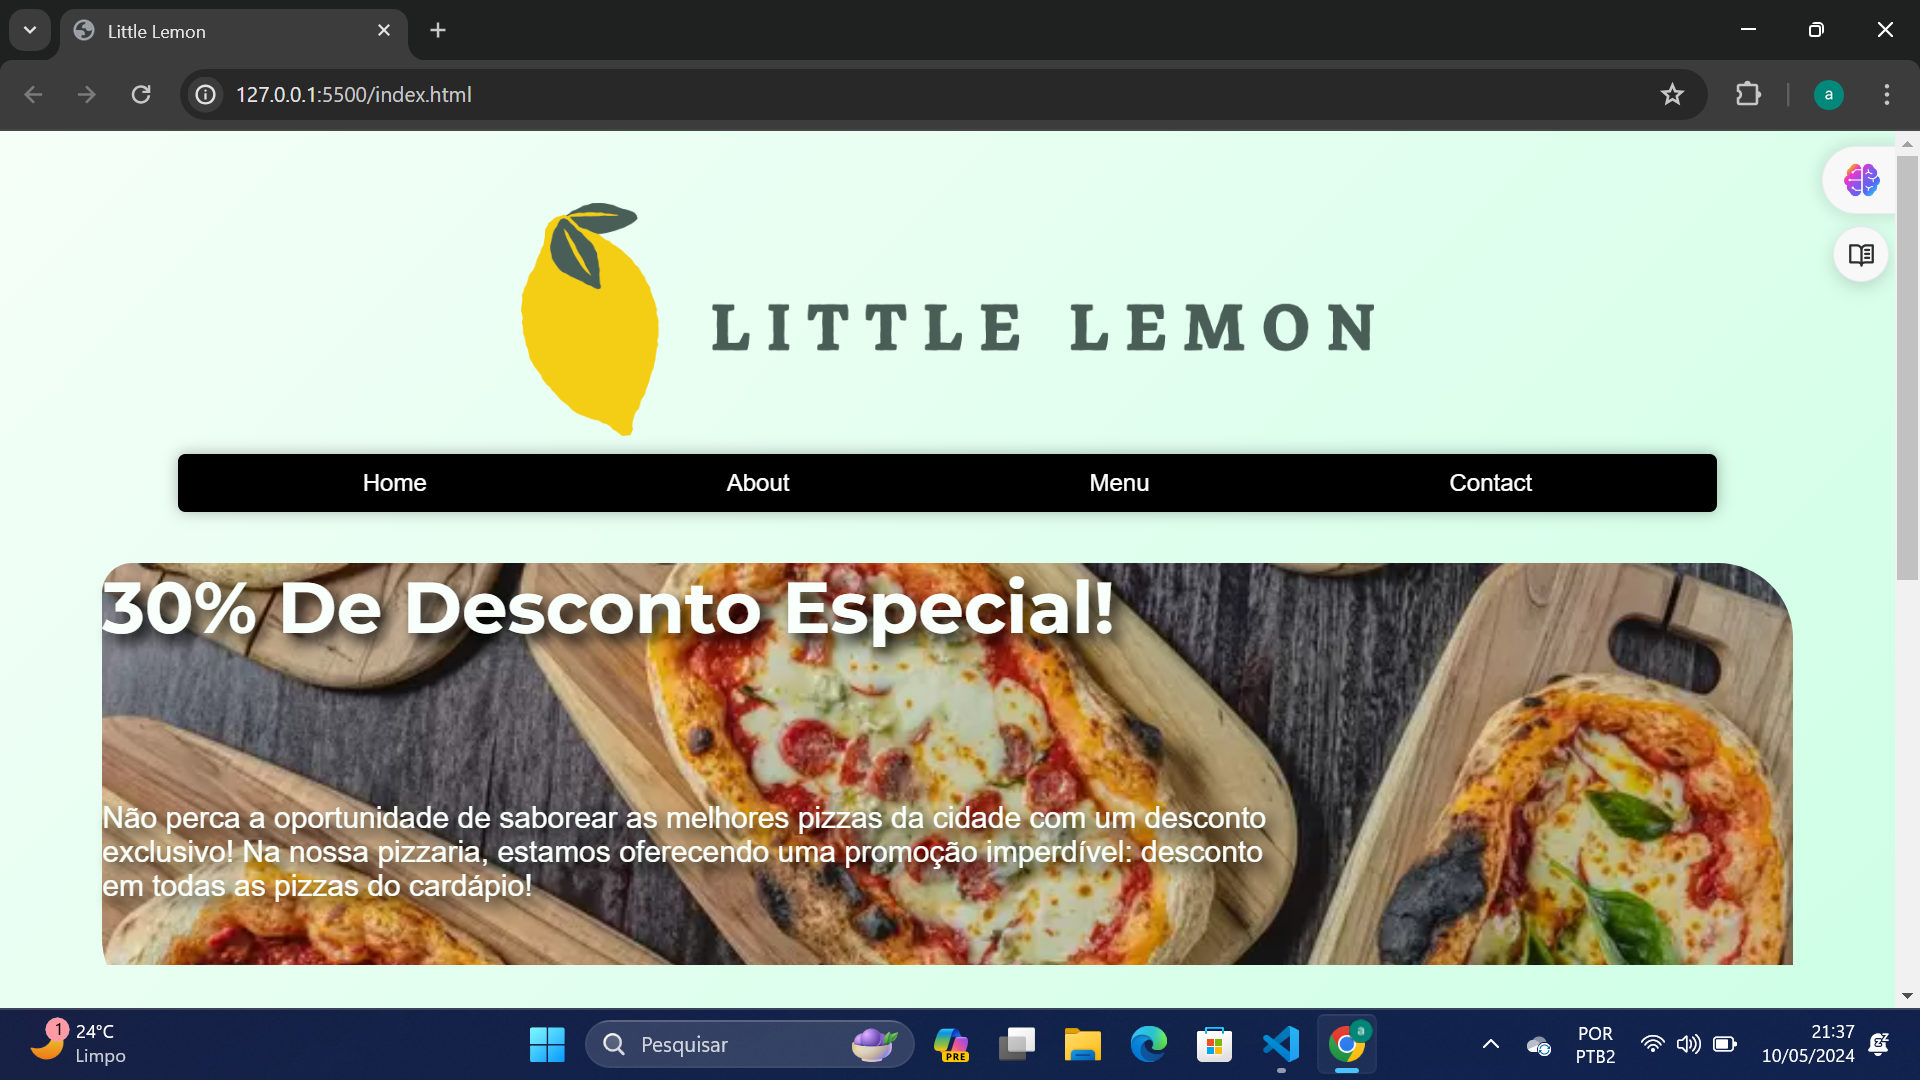 Little Lemon
127.0.0.1:5500/index.html
a
LITTLE LEMON
Home About Menu Contact
30% De Desconto Especial!
Não perca a oportunidade de saborear as melhores pizzas da cidade com um desconto
exclusivo! Na nossa pizzaria, estamos oferecendo uma promoção imperdível: desconto
em todas as pizzas do cardápio!
1
24°C
Limpo
Pesquisar
PRE
a
POR
PTB2
21:37
10/05/2024